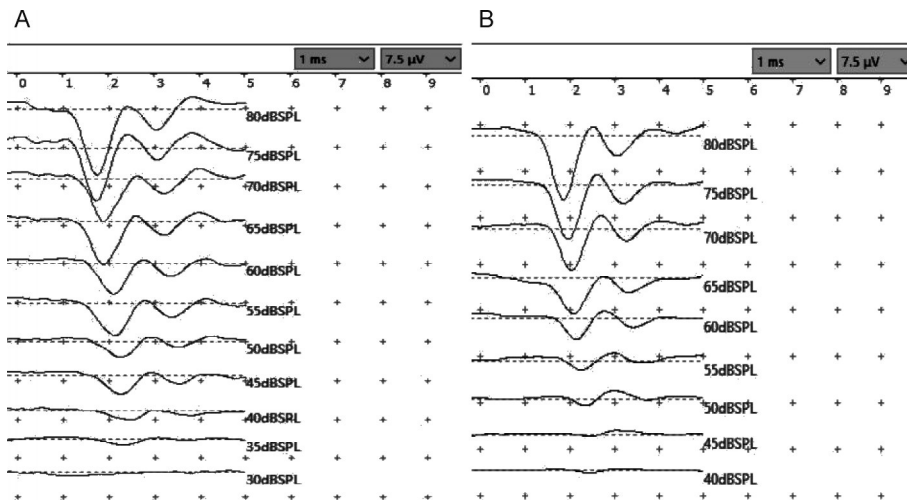 A
B
1 ms 7.5 µV
1 ms 7.5 µV
0 1 2 3 4 5 6 7 8 9
0 1 2 3 4 5 6 7 8 9
80dBSPL
75dBSPL
70dBSPL
65dBSPL
60dBSPL
55dBSPL
50dBSPL
45dBSPL
40dBSPL
35dBSPL
30dBSPL
80dBSPL
75dBSPL
70dBSPL
65dBSPL
60dBSPL
55dBSPL
50dBSPL
45dBSPL
40dBSPL